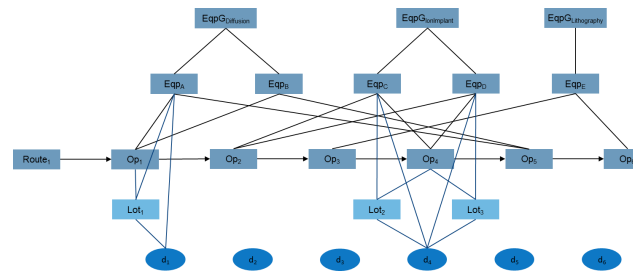 EqpG_Diffusion EqpG_IonImplant EqpG_Lithography
Eqp_A Eqp_B Eqp_C Eqp_D Eqp_E
Route_1 Op_1 Op_2 Op_3 Op_4 Op_5
Lot_1 Lot_2 Lot_3
d_1 d_2 d_3 d_4 d_5 d_6